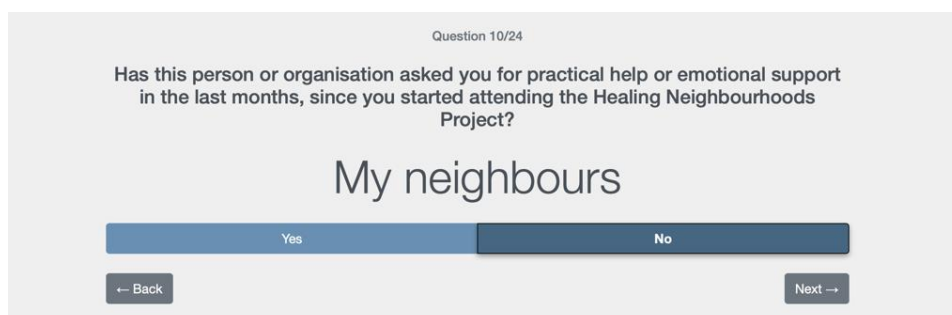 Question 10/24
Has this person or organisation asked you for practical help or emotional support
in the last months, since you started attending the Healing Neighbourhoods
Project?
My neighbours
Yes
No
← Back
Next →